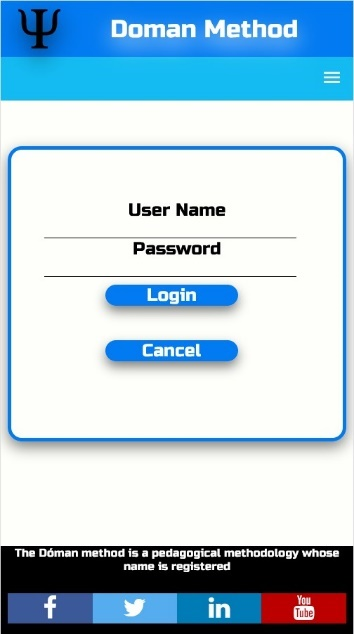 Ψ Doman Method
User Name
Password
Login
Cancel
The Dóman method is a pedagogical methodology whose
name is registered
f in You
Tube